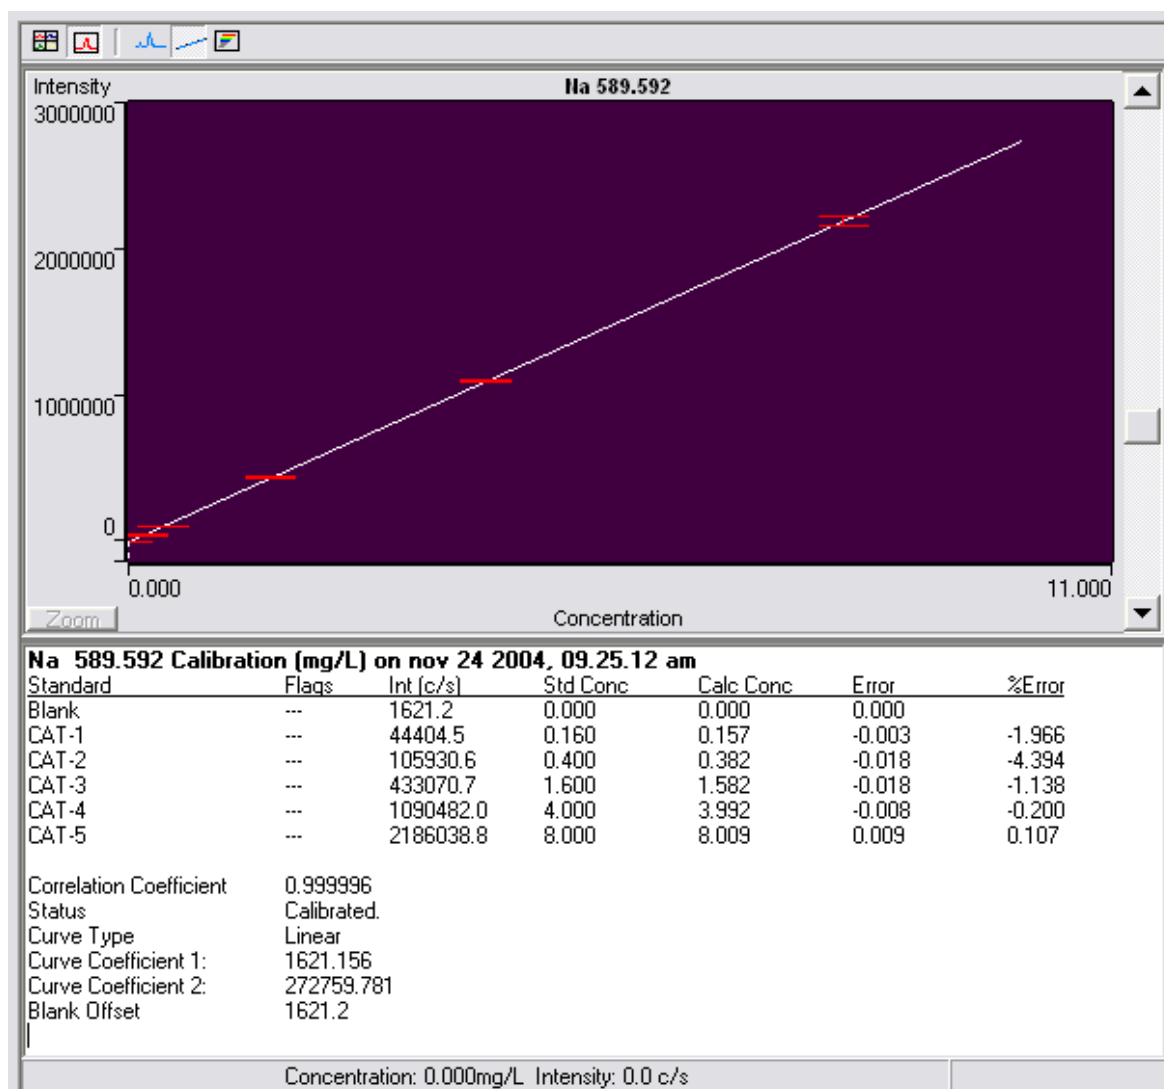 Intensity
Na 589.592
3000000
2000000
1000000
0
0.000 11.000
Zoom Concentration
Na 589.592 Calibration (mg/L) on nov 24 2004, 09.25.12 am
Standard Flags Int (c/s) Std Conc Calc Conc Error %Error
Blank --- 1621.2 0.000 0.000 0.000
CAT-1 --- 44404.5 0.160 0.157 -0.003 -1.966
CAT-2 --- 105930.6 0.400 0.382 -0.018 -4.394
CAT-3 --- 433070.7 1.600 1.582 -0.018 -1.138
CAT-4 --- 1090482.0 4.000 3.992 -0.008 -0.200
CAT-5 --- 2186038.8 8.000 8.009 0.009 0.107
Correlation Coefficient 0.999996
Status Calibrated.
Curve Type Linear
Curve Coefficient 1: 1621.156
Curve Coefficient 2: 272759.781
Blank Offset 1621.2
Concentration: 0.000mg/L Intensity: 0.0 c/s